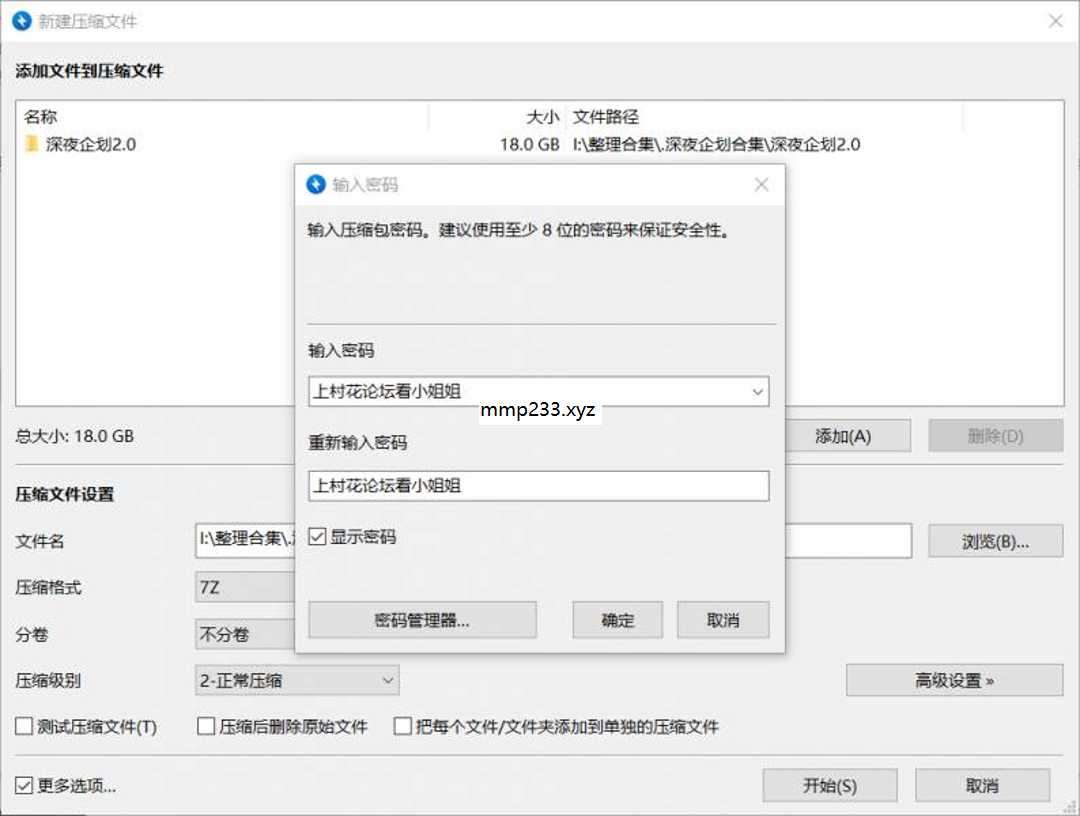 新建压缩文件
添加文件到压缩文件
名称 大小 文件路径
深夜企划2.0 18.0 GB I:\整理合集\.深夜企划合集\深夜企划2.0
输入密码
输入压缩包密码。建议使用至少 8 位的密码来保证安全性。
输入密码
上村花论坛看小姐姐
mmp233.xyz
重新输入密码
上村花论坛看小姐姐
显示密码
密码管理器... 确定 取消
总大小: 18.0 GB 添加(A) 删除(D)
压缩文件设置
文件名 I:\整理合集\. 浏览(B)...
压缩格式 7Z
分卷 不分卷
压缩级别 2-正常压缩 高级设置 »
测试压缩文件(T) 压缩后删除原始文件 把每个文件/文件夹添加到单独的压缩文件
更多选项... 开始(S) 取消